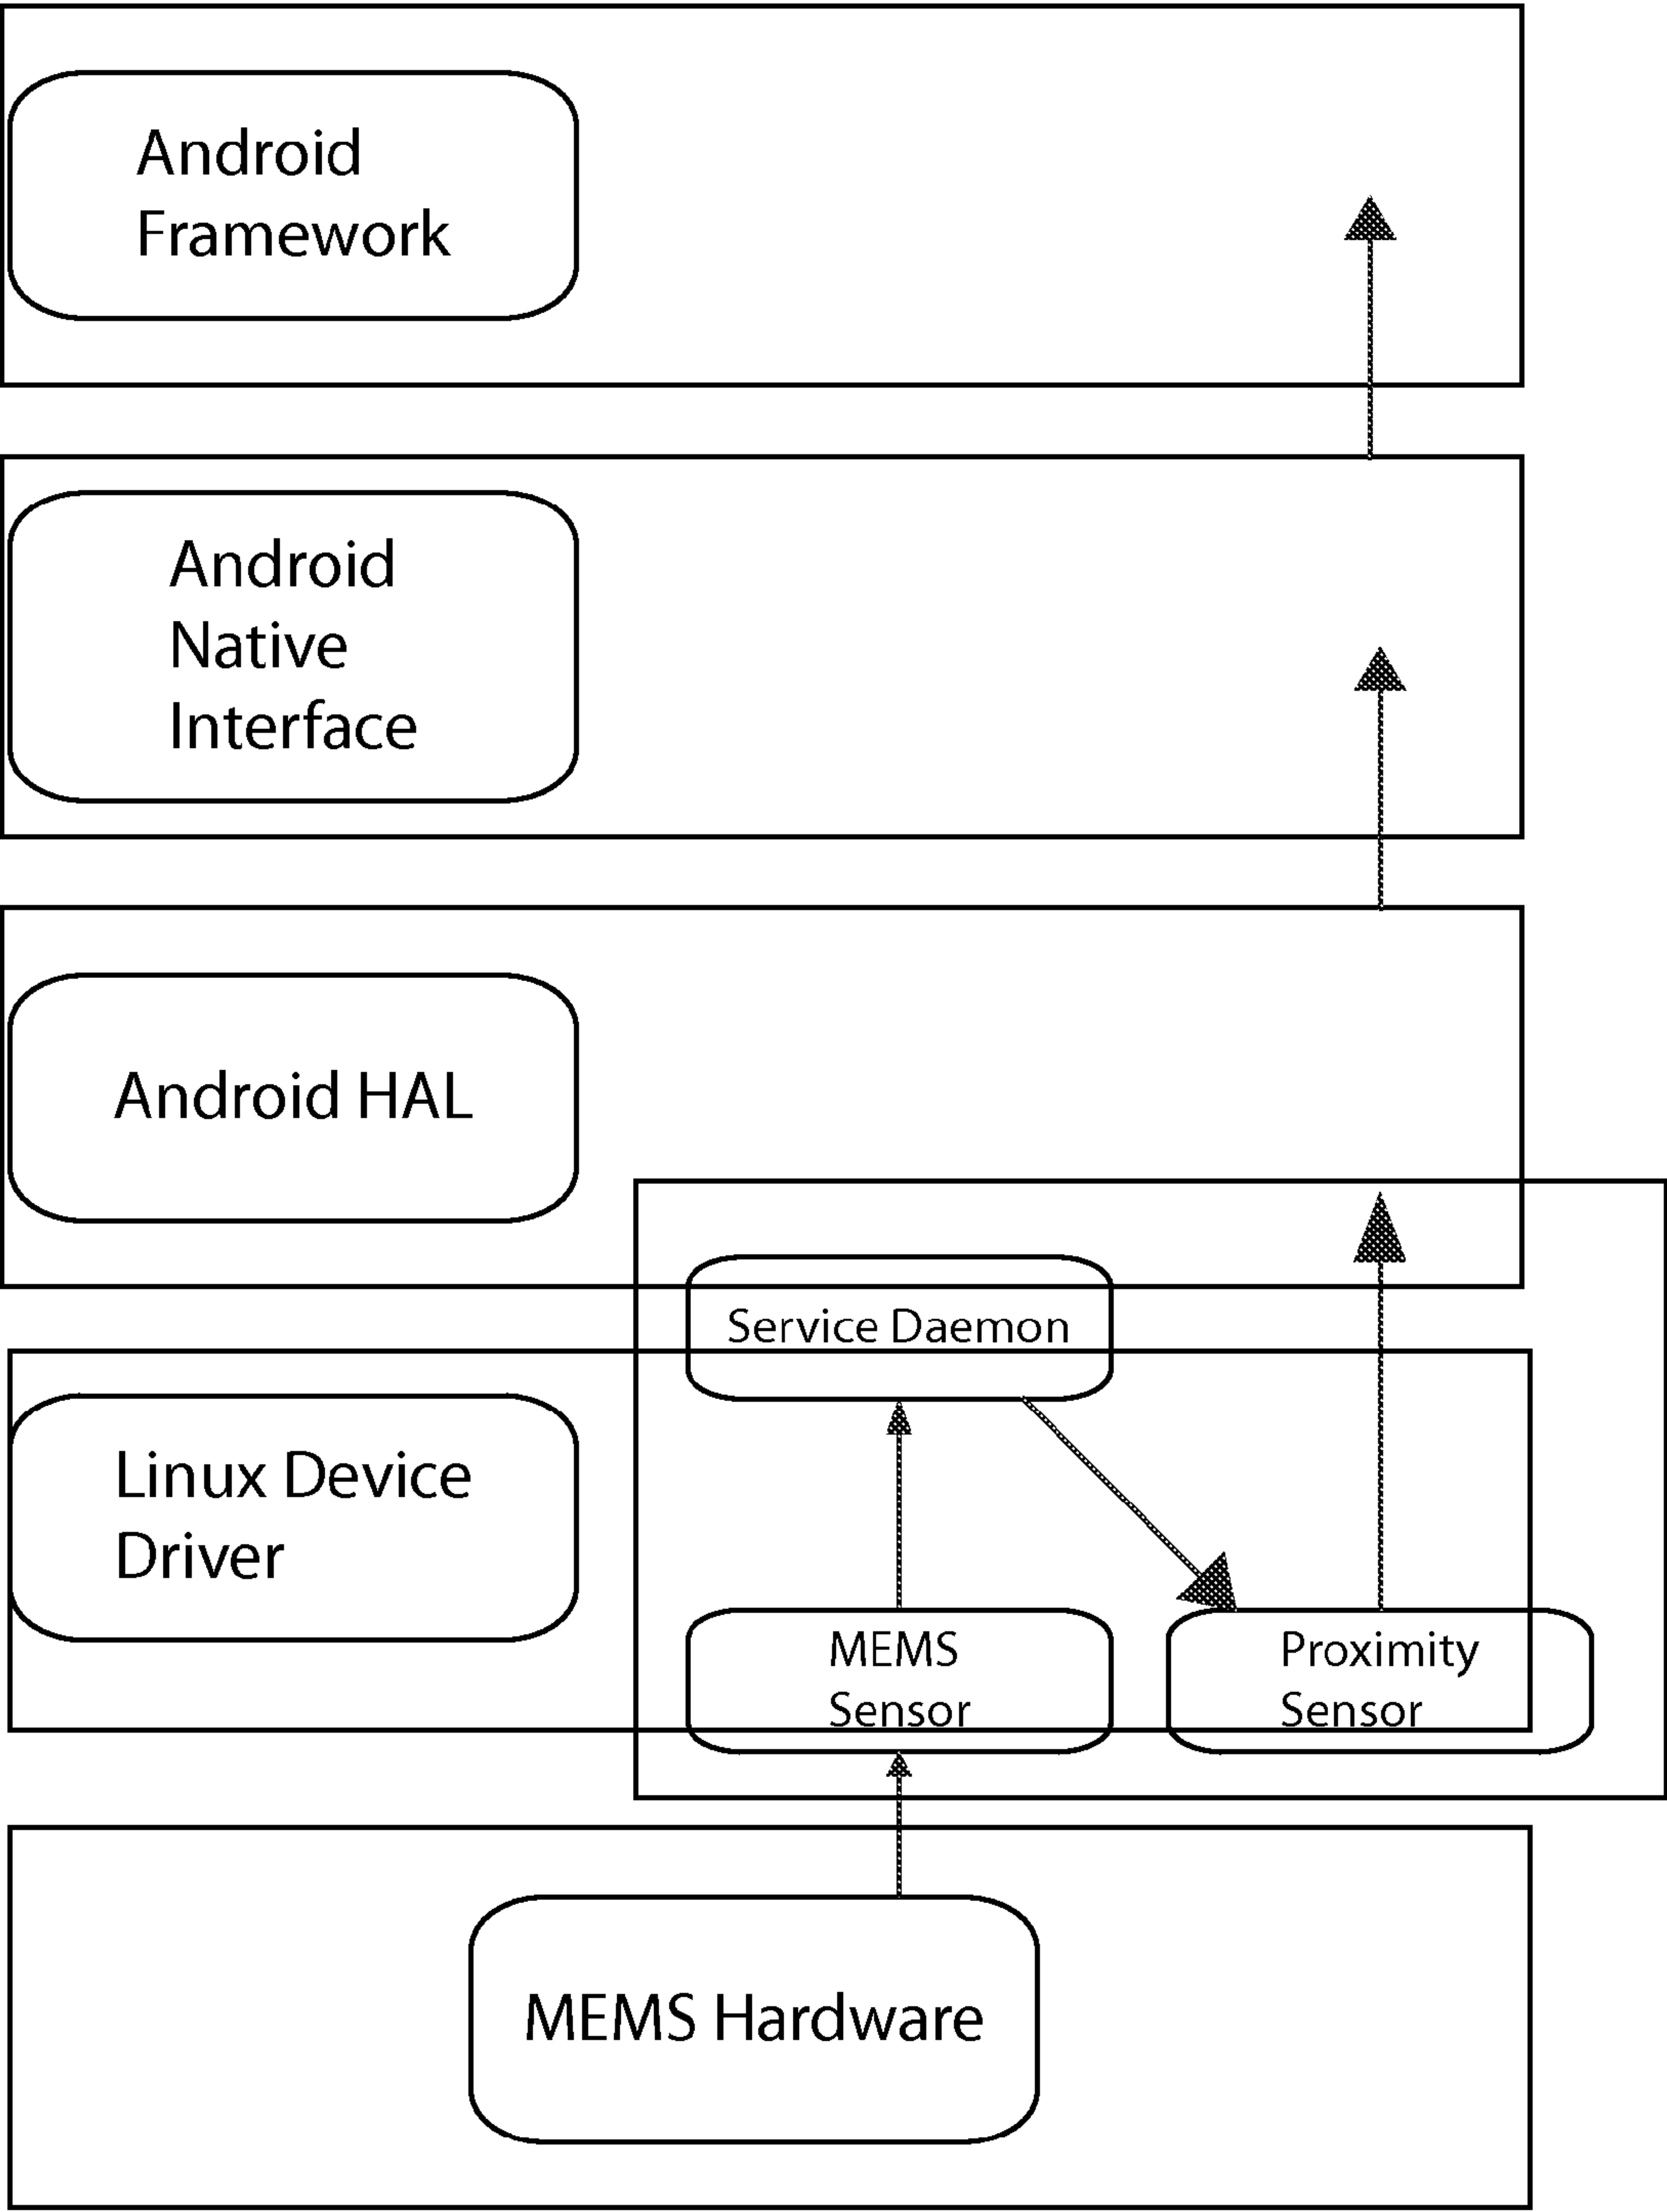 Android
Framework
Android
Native
Interface
Android HAL
Service Daemon
Linux Device
Driver
MEMS
Sensor
Proximity
Sensor
MEMS Hardware